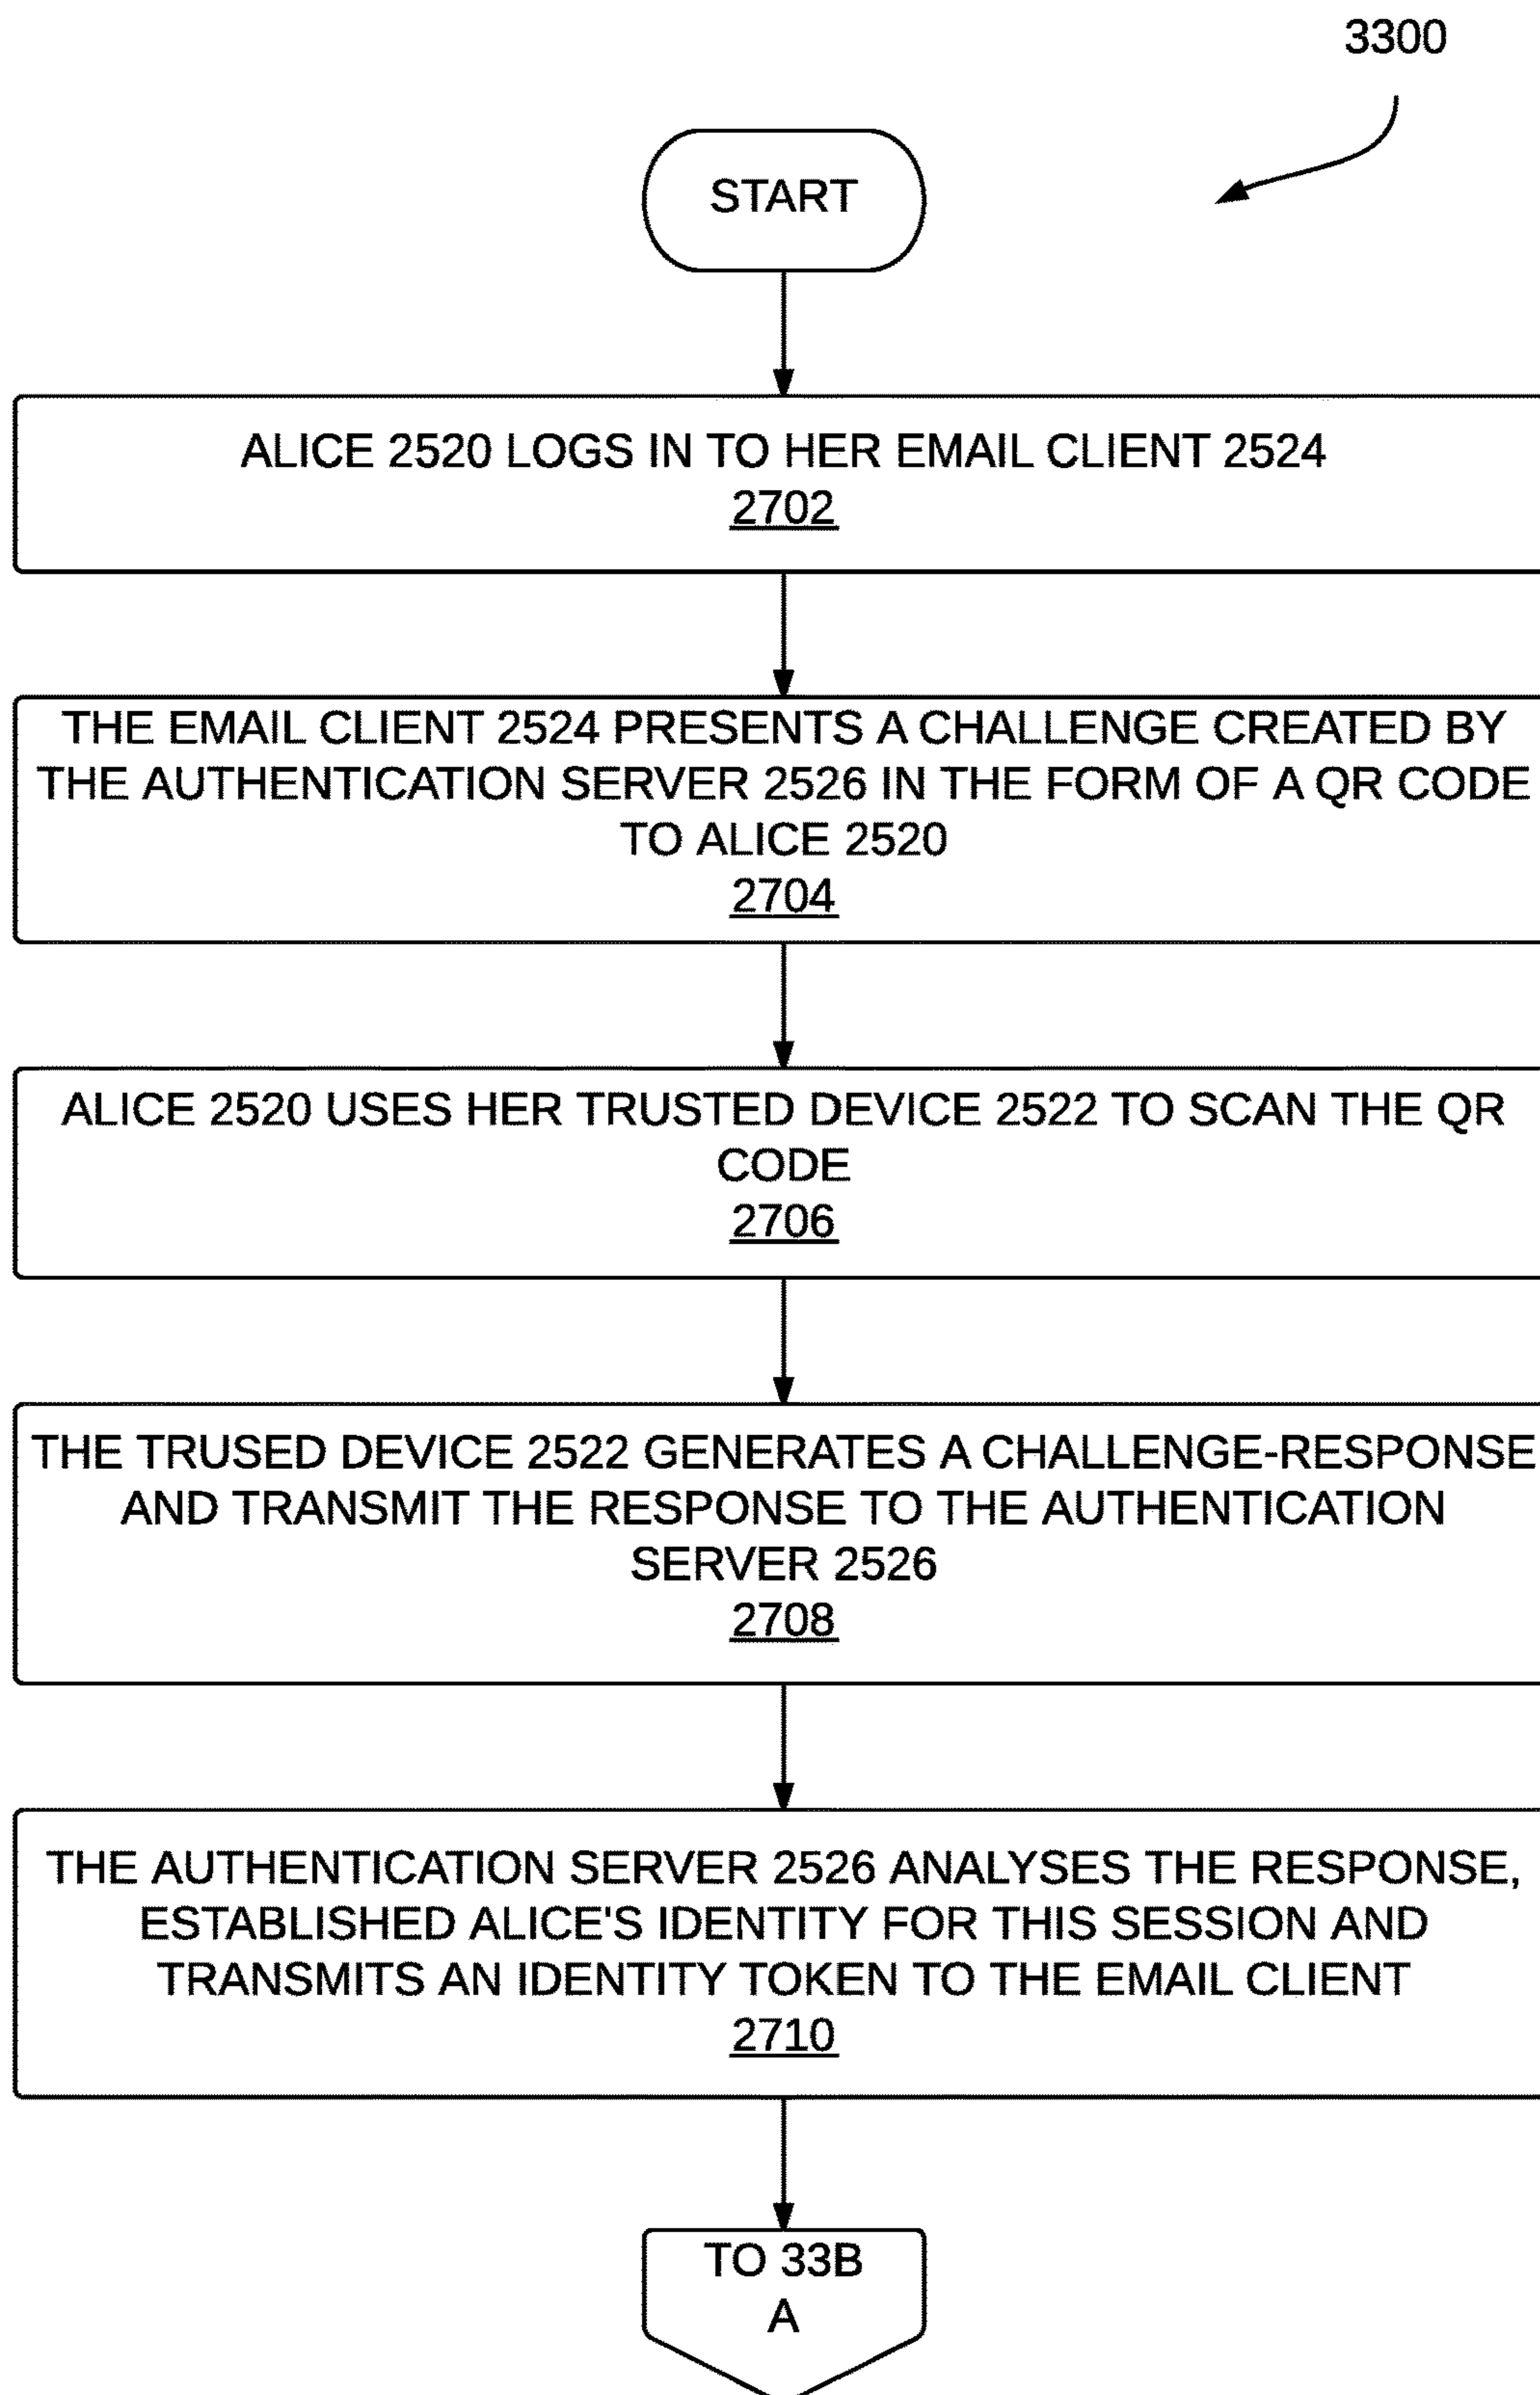 3300
START
ALICE 2520 LOGS IN TO HER EMAIL CLIENT 2524
2702
THE EMAIL CLIENT 2524 PRESENTS A CHALLENGE CREATED BY
THE AUTHENTICATION SERVER 2526 IN THE FORM OF A QR CODE
TO ALICE 2520
2704
ALICE 2520 USES HER TRUSTED DEVICE 2522 TO SCAN THE QR
CODE
2706
THE TRUSED DEVICE 2522 GENERATES A CHALLENGE-RESPONSE
AND TRANSMIT THE RESPONSE TO THE AUTHENTICATION
SERVER 2526
2708
THE AUTHENTICATION SERVER 2526 ANALYSES THE RESPONSE,
ESTABLISHED ALICE'S IDENTITY FOR THIS SESSION AND
TRANSMITS AN IDENTITY TOKEN TO THE EMAIL CLIENT
2710
TO 33B
A